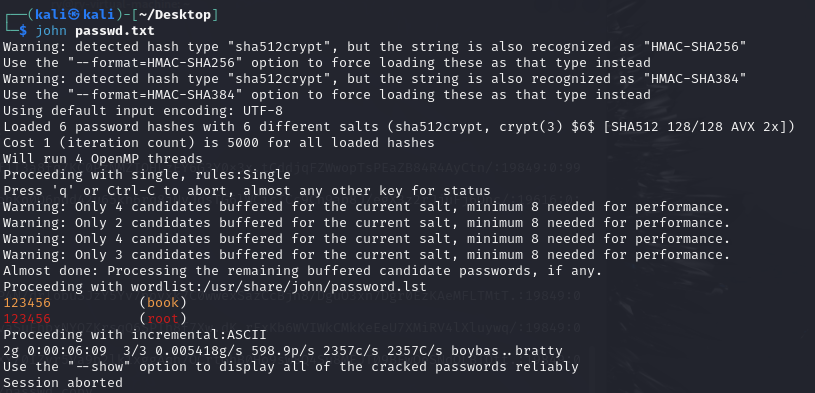 ┌──(kali㉿kali)-[~/Desktop]
└─$ john passwd.txt
Warning: detected hash type "sha512crypt", but the string is also recognized as "HMAC-SHA256"
Use the "--format=HMAC-SHA256" option to force loading these as that type instead
Warning: detected hash type "sha512crypt", but the string is also recognized as "HMAC-SHA384"
Use the "--format=HMAC-SHA384" option to force loading these as that type instead
Using default input encoding: UTF-8
Loaded 6 password hashes with 6 different salts (sha512crypt, crypt(3) $6$ [SHA512 128/128 AVX 2x])
Cost 1 (iteration count) is 5000 for all loaded hashes
Will run 4 OpenMP threads
Proceeding with single, rules:Single
Press 'q' or Ctrl-C to abort, almost any other key for status
Warning: Only 4 candidates buffered for the current salt, minimum 8 needed for performance.
Warning: Only 2 candidates buffered for the current salt, minimum 8 needed for performance.
Warning: Only 4 candidates buffered for the current salt, minimum 8 needed for performance.
Warning: Only 3 candidates buffered for the current salt, minimum 8 needed for performance.
Almost done: Processing the remaining buffered candidate passwords, if any.
Proceeding with wordlist:/usr/share/john/password.lst
123456 (book)
123456 (root)
Proceeding with incremental:ASCII
2g 0:00:06:09 3/3 0.005418g/s 598.9p/s 2357c/s 2357C/s boybas..bratty
Use the "--show" option to display all of the cracked passwords reliably
Session aborted